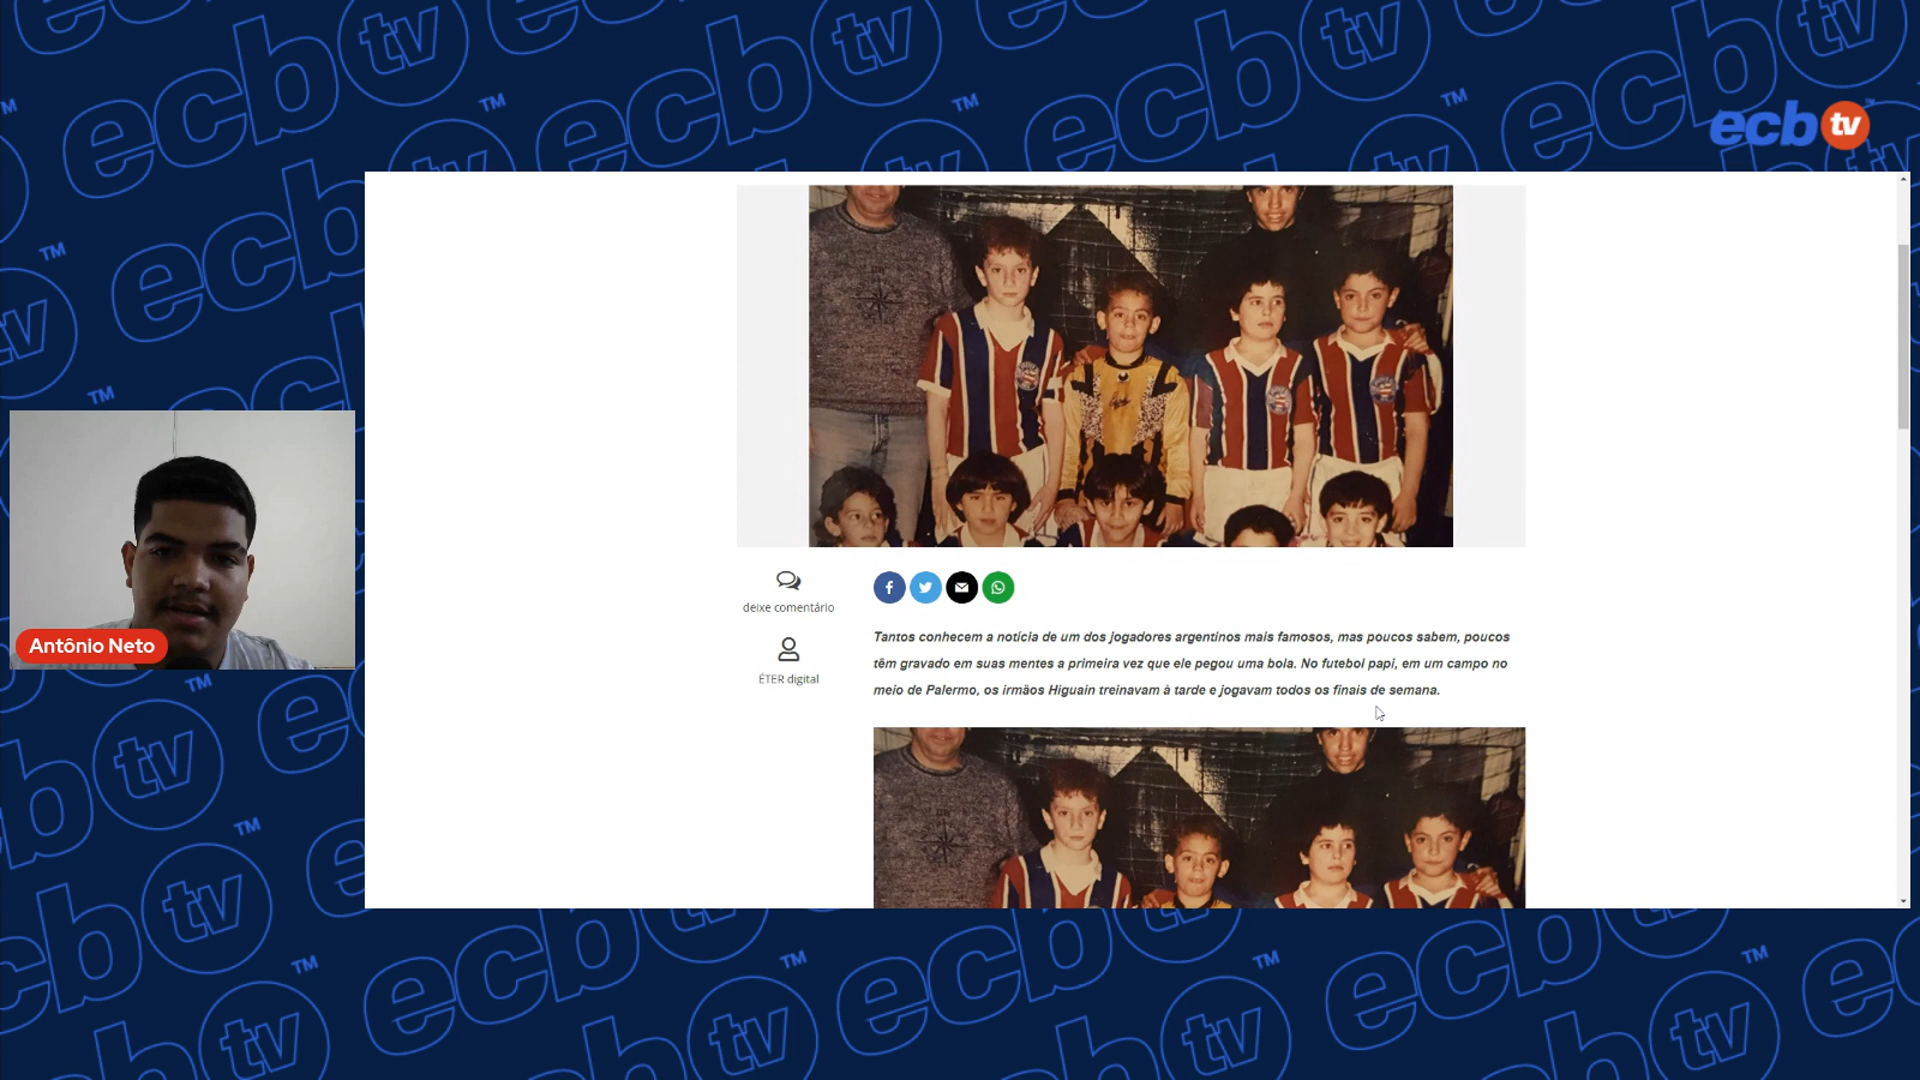 ecb tv
deixe comentário
ÉTER digital
Tantos conhecem a notícia de um dos jogadores argentinos mais famosos, mas poucos sabem, poucos
têm gravado em suas mentes a primeira vez que ele pegou uma bola. No futebol papi, em um campo no
meio de Palermo, os irmãos Higuain treinavam à tarde e jogavam todos os finais de semana.
Antônio Neto